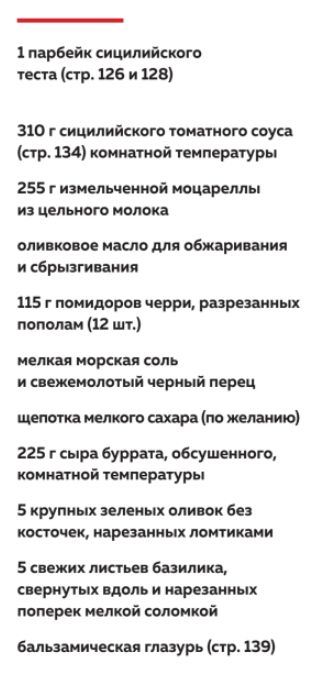 1 парбейк сицилийского
теста (стр. 126 и 128)
310 г сицилийского томатного соуса
(стр. 134) комнатной температуры
255 г измельченной моцареллы
из цельного молока
оливковое масло для обжаривания
и сбрызгивания
115 г помидоров черри, разрезанных
пополам (12 шт.)
мелкая морская соль
и свежемолотый черный перец
щепотка мелкого сахара (по желанию)
225 г сыра буррата, обсушенного,
комнатной температуры
5 крупных зеленых оливок без
косточек, нарезанных ломтиками
5 свежих листьев базилика,
свернутых вдоль и нарезанных
поперек мелкой соломкой
бальзамическая глазурь (стр. 139)